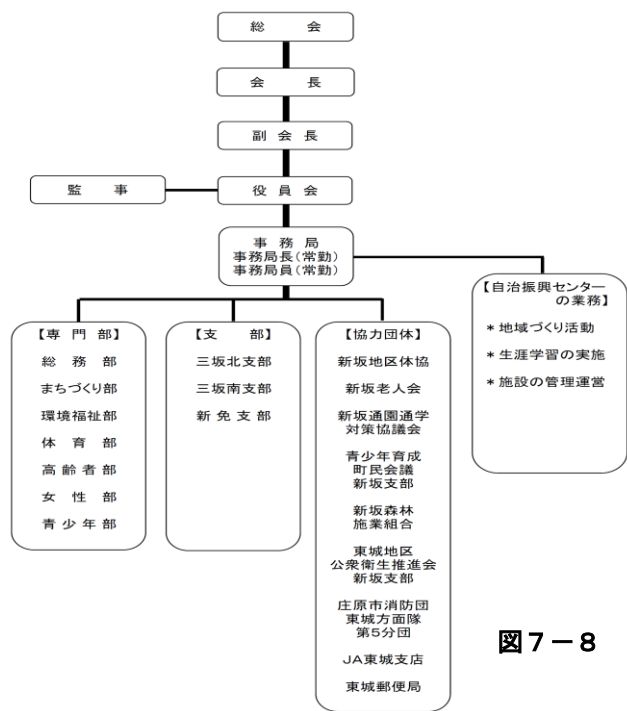 総会
会長
副会長
監事
役員会
事務局
事務局長(常勤)
事務局員(常勤)
【自治振興センターの業務】
＊地域づくり活動
＊生涯学習の実施
＊施設の管理運営
【専門部】
総務部
まちづくり部
環境福祉部
体育部
高齢者部
女性部
青少年部
【支部】
三坂北支部
三坂南支部
新免支部
【協力団体】
新坂地区体協
新坂老人会
新坂通園通学
対策協議会
青少年育成
町民会議
新坂支部
新坂森林
施業組合
東城地区
公衆衛生推進会
新坂支部
庄原市消防団
東城方面隊
第5分団
JA東城支店
東城郵便局
図7－8